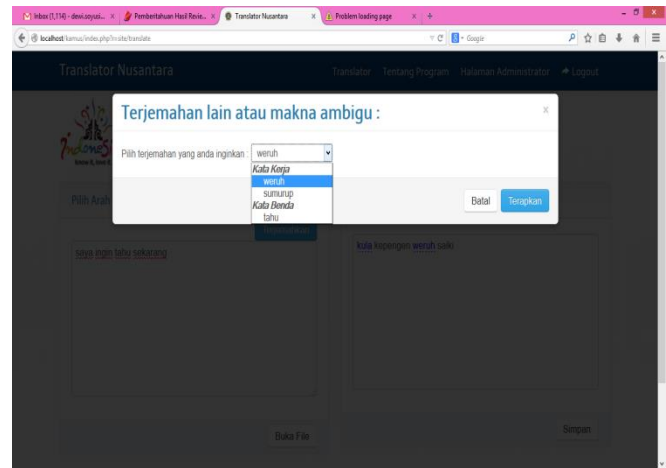 Inbox (1,114) - dewi.soyusi...
Pemberitahuan Hasil Revie...
Translator Nusantara
Problem loading page
localhost/kamus/index.php?r=site/translate
Google
Translator Nusantara
Translator Tentang Program Halaman Administrator Logout
Terjemahan lain atau makna ambigu :
x
Pilih terjemahan yang anda inginkan : weruh
Kata Kerja
weruh
sumurup
Kata Benda
tahu
Batal Terapkan
Pilih Arah
Terjemahkan
saya ingin tahu sekarang
kula kepengen weruh saiki
Buka File
Simpan